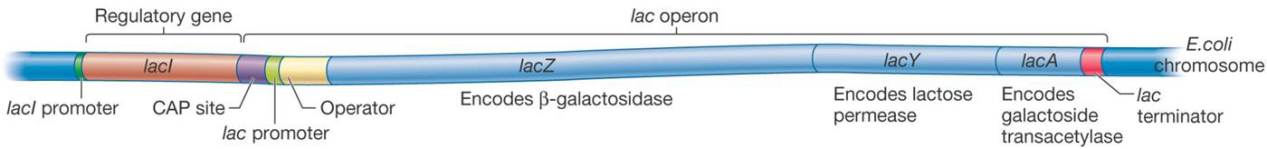 Regulatory gene
lac operon
lacI
lacZ
lacY
lacA
E.coli
chromosome
lacI promoter
CAP site
lac promoter
Operator
Encodes β-galactosidase
Encodes lactose
permease
Encodes
galactoside
transacetylase
lac
terminator